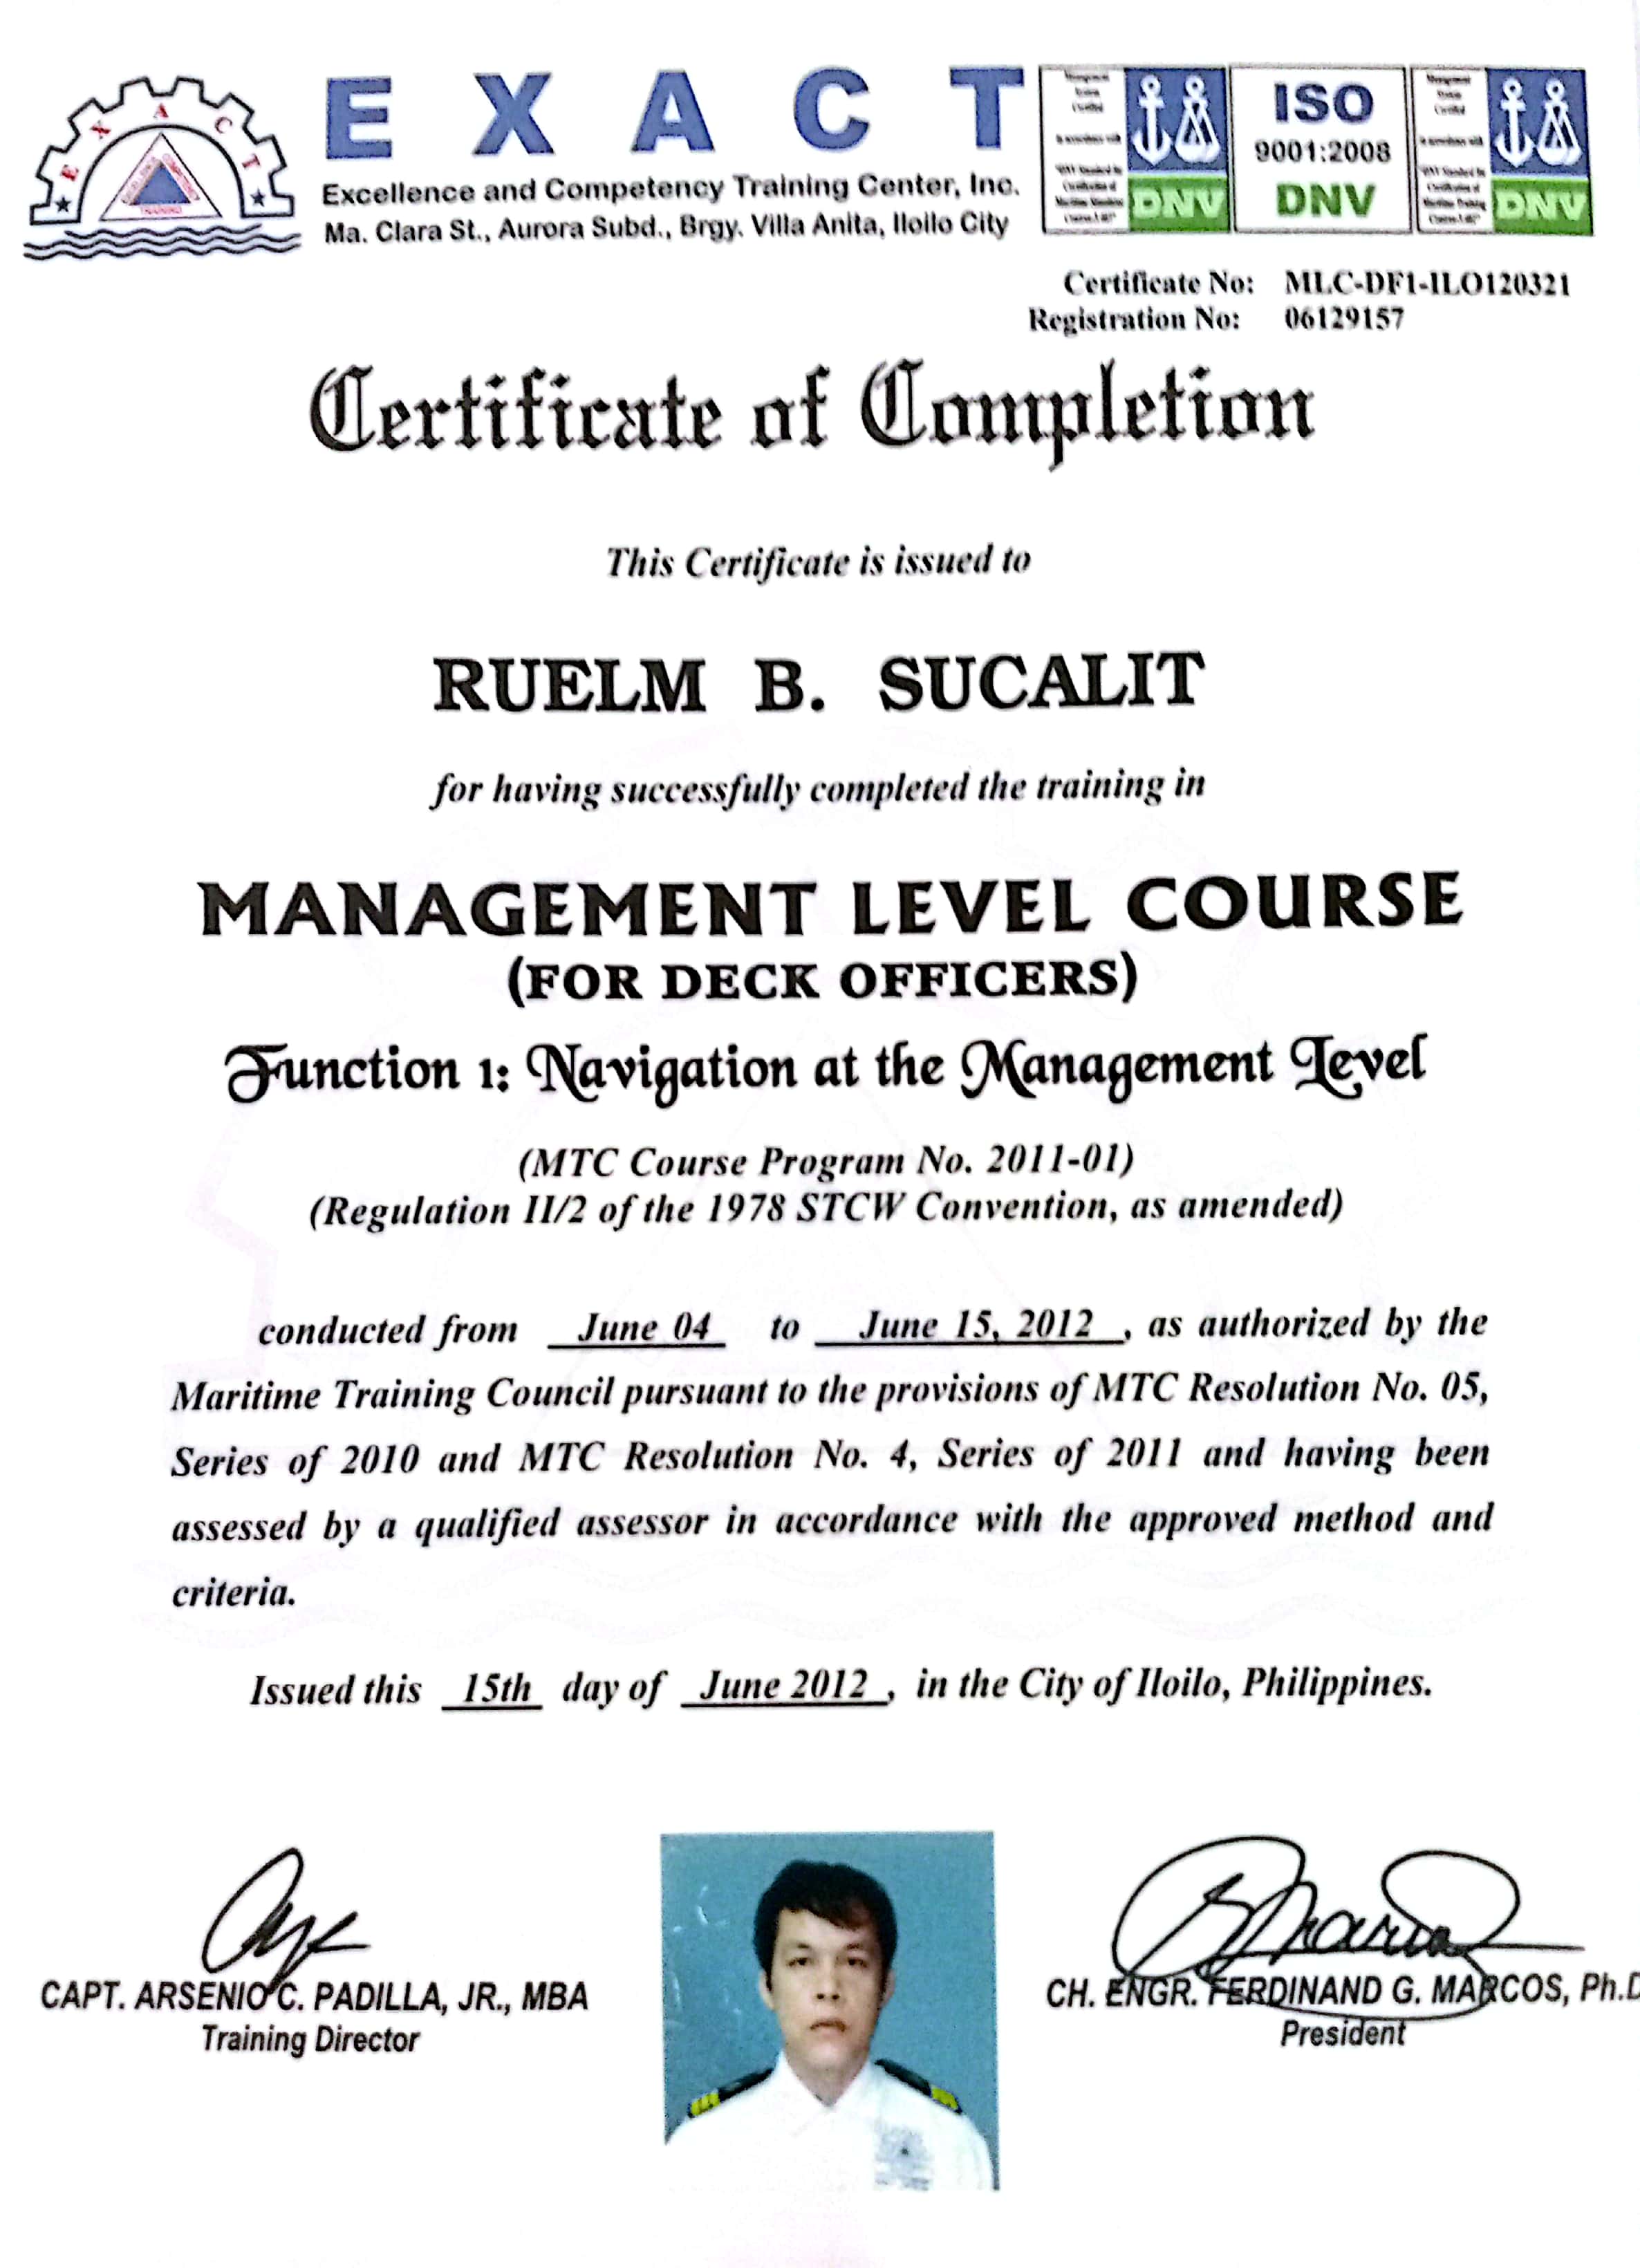 E X A C T
EXACT
TRAINING
Excellence and Competency Training Center, Inc.
Ma. Clara St., Aurora Subd., Brgy. Villa Anita, Iloilo City
Management System Certified
DNV
ISO
9001:2008
DNV
Management System Certified
DNV
Certificate No: MLC-DF1-ILO120321
Registration No: 06129157
Certificate of Completion
This Certificate is issued to
RUELM B. SUCALIT
for having successfully completed the training in
MANAGEMENT LEVEL COURSE
(FOR DECK OFFICERS)
Function 1: Navigation at the Management Level
(MTC Course Program No. 2011-01)
(Regulation II/2 of the 1978 STCW Convention, as amended)
conducted from June 04 to June 15, 2012, as authorized by the
Maritime Training Council pursuant to the provisions of MTC Resolution No. 05,
Series of 2010 and MTC Resolution No. 4, Series of 2011 and having been
assessed by a qualified assessor in accordance with the approved method and
criteria.
Issued this 15th day of June 2012, in the City of Iloilo, Philippines.
CAPT. ARSENIO C. PADILLA, JR., MBA
Training Director
CH. ENGR. FERDINAND G. MARCOS, Ph.D
President